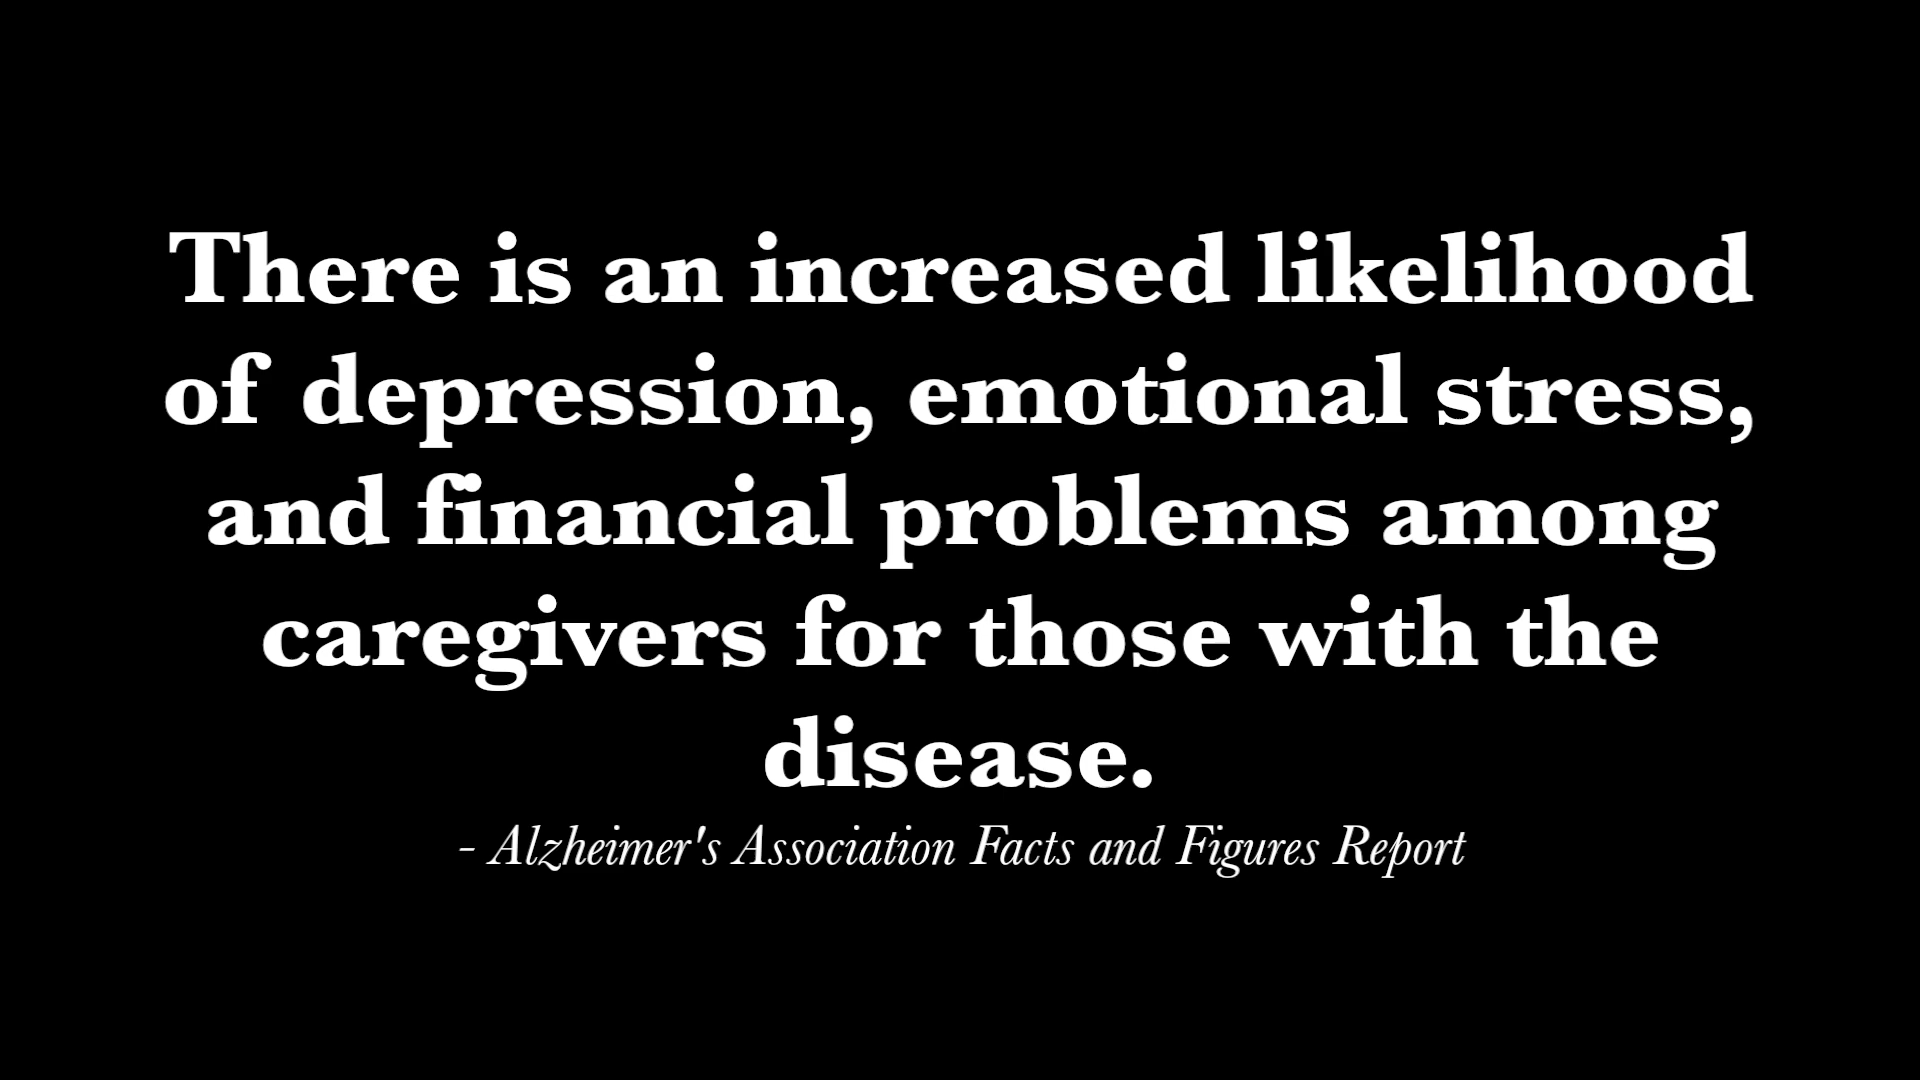 There is an increased likelihood
of depression, emotional stress,
and financial problems among
caregivers for those with the
disease.
- Alzheimer's Association Facts and Figures Report